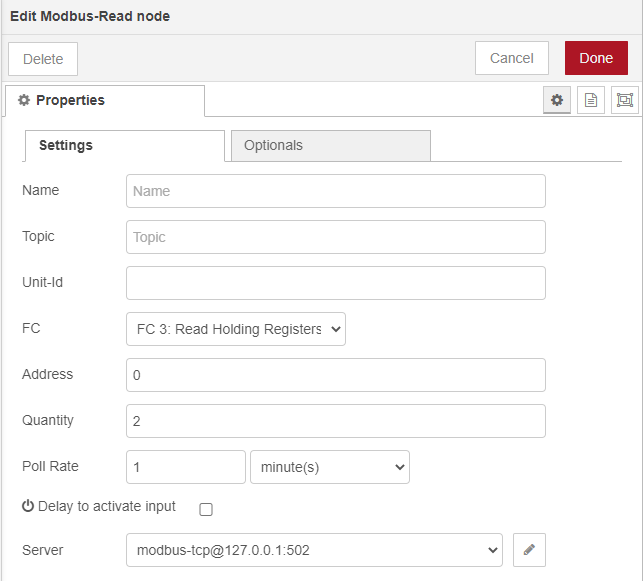 Edit Modbus-Read node
Delete
Cancel
Done
Properties
Settings
Optionals
Name
Name
Topic
Topic
Unit-Id
FC
FC 3: Read Holding Registers
Address
0
Quantity
2
Poll Rate
1
minute(s)
Delay to activate input
Server
modbus-tcp@127.0.0.1:502